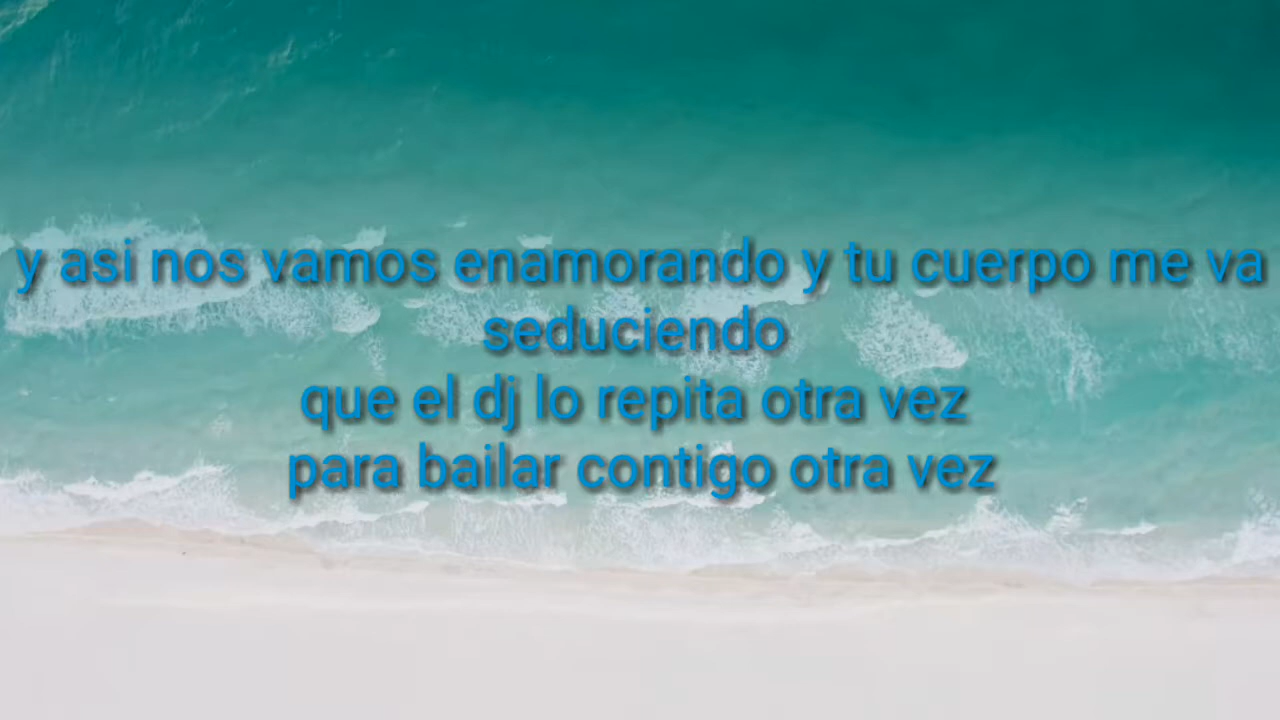 y asi nos vamos enamorando y tu cuerpo me va
seduciendo
que el dj lo repita otra vez
para bailar contigo otra vez